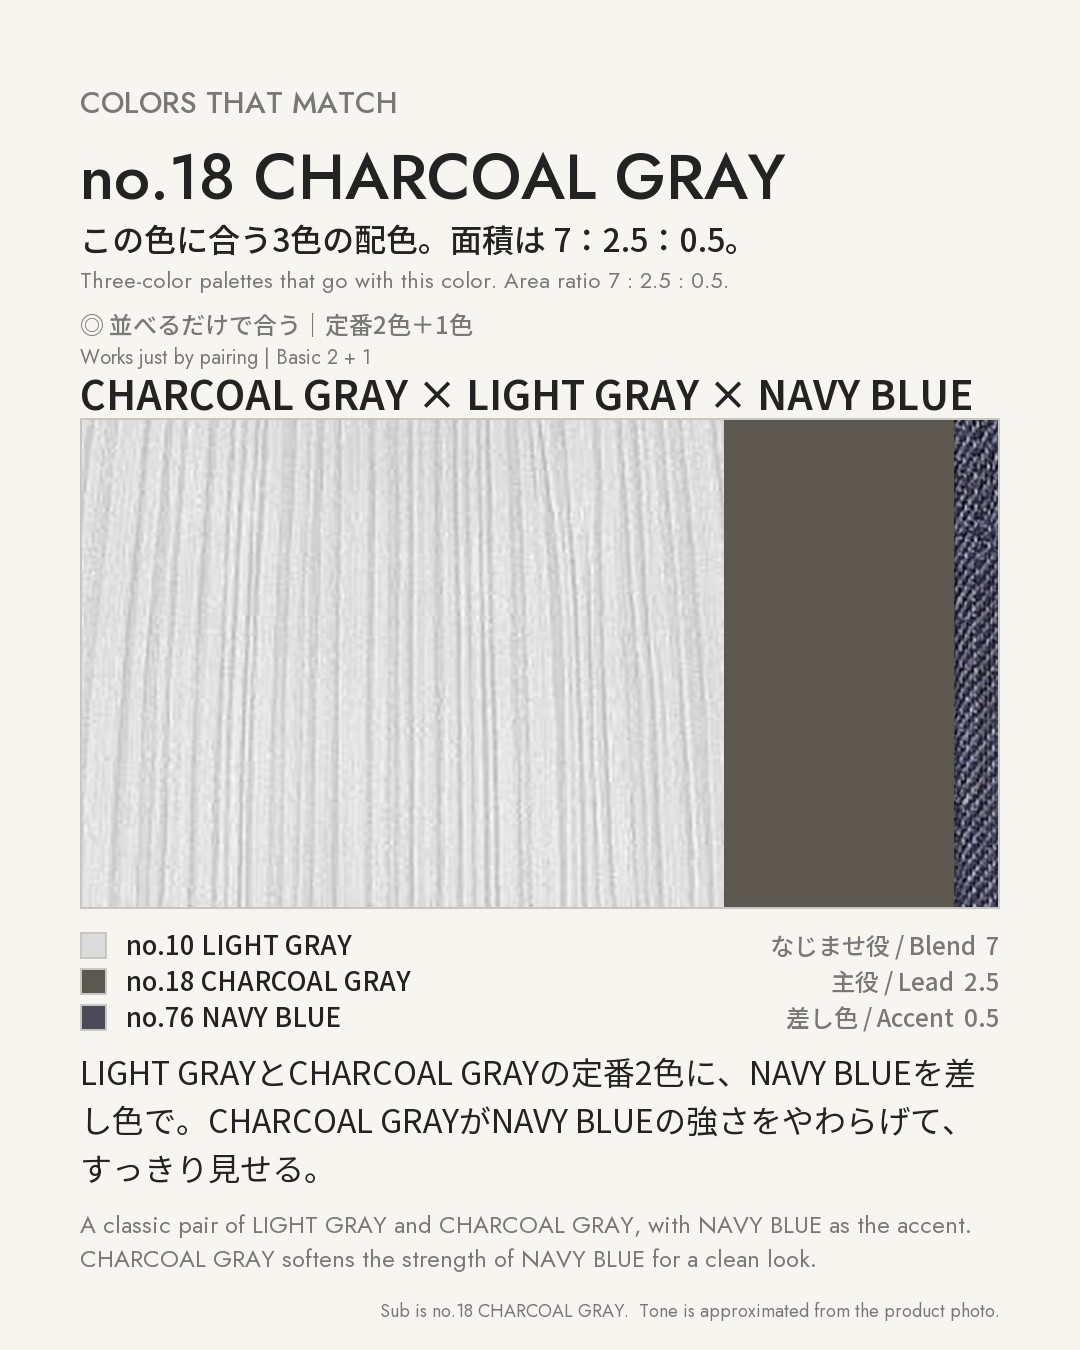 COLORS THAT MATCH
no.18 CHARCOAL GRAY
この色に合う3色の配色。面積は 7：2.5：0.5。
Three-color palettes that go with this color. Area ratio 7 : 2.5 : 0.5.
◎ 並べるだけで合う｜定番2色＋1色
Works just by pairing | Basic 2 + 1
CHARCOAL GRAY × LIGHT GRAY × NAVY BLUE
no.10 LIGHT GRAY なじませ役 / Blend 7
no.18 CHARCOAL GRAY 主役 / Lead 2.5
no.76 NAVY BLUE 差し色 / Accent 0.5
LIGHT GRAYとCHARCOAL GRAYの定番2色に、NAVY BLUEを差
し色で。CHARCOAL GRAYがNAVY BLUEの強さをやわらげて、
すっきり見せる。
A classic pair of LIGHT GRAY and CHARCOAL GRAY, with NAVY BLUE as the accent.
CHARCOAL GRAY softens the strength of NAVY BLUE for a clean look.
Sub is no.18 CHARCOAL GRAY. Tone is approximated from the product photo.